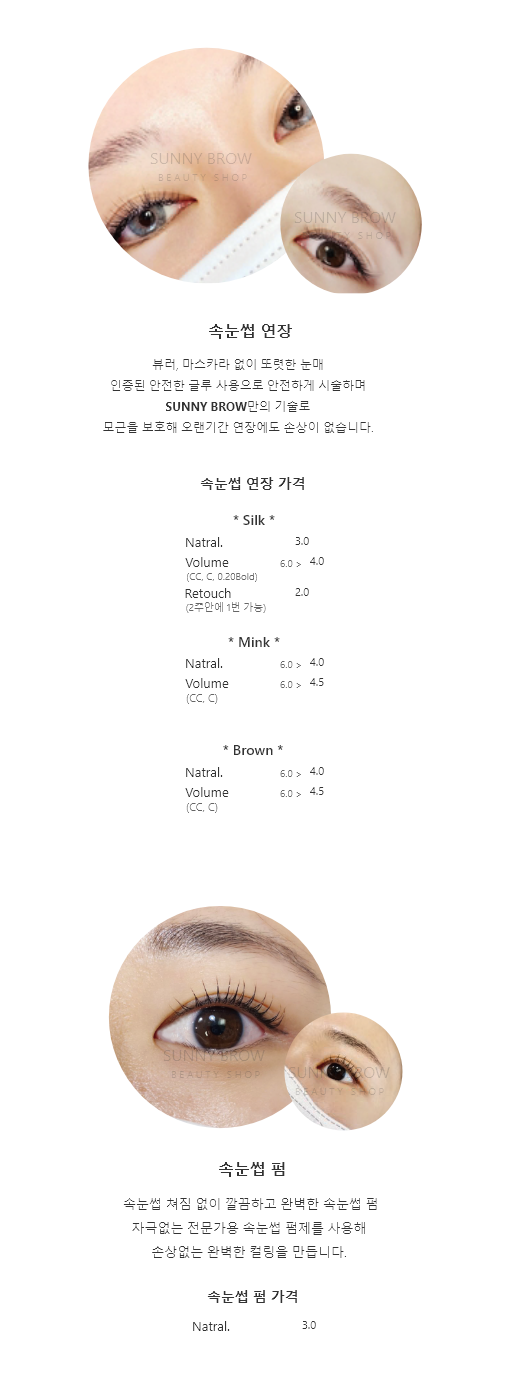 SUNNY BROW
BEAUTY SHOP
SUNNY BROW
BEAUTY SHOP
속눈썹 연장
뷰러, 마스카라 없이 또렷한 눈매
인증된 안전한 글루 사용으로 안전하게 시술하며
SUNNY BROW만의 기술로
모근을 보호해 오랜기간 연장에도 손상이 없습니다.
속눈썹 연장 가격
* Silk *
Natral. 3.0
Volume 6.0 > 4.0
(CC, C, 0.20Bold)
Retouch 2.0
(2주안에 1번 가능)
* Mink *
Natral. 6.0 > 4.0
Volume 6.0 > 4.5
(CC, C)
* Brown *
Natral. 6.0 > 4.0
Volume 6.0 > 4.5
(CC, C)
SUNNY BROW
BEAUTY SHOP
SUNNY BROW
BEAUTY SHOP
속눈썹 펌
속눈썹 쳐짐 없이 깔끔하고 완벽한 속눈썹 펌
자극없는 전문가용 속눈썹 펌제를 사용해
손상없는 완벽한 컬링을 만듭니다.
속눈썹 펌 가격
Natral. 3.0